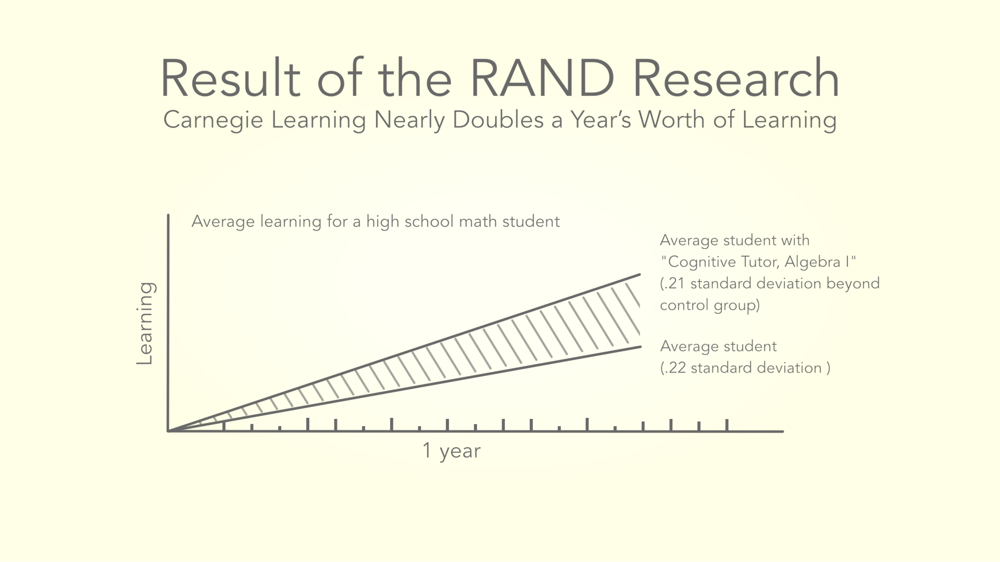 Result of the RAND Research
Carnegie Learning Nearly Doubles a Year’s Worth of Learning
Average learning for a high school math student
Average student with
"Cognitive Tutor, Algebra I"
(.21 standard deviation beyond
control group)
Average student
(.22 standard deviation )
Learning
1 year